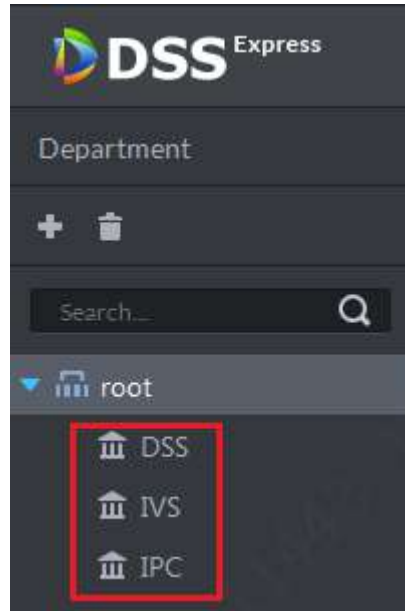 DSS Express
Department
Search...
root
DSS
IVS
IPC